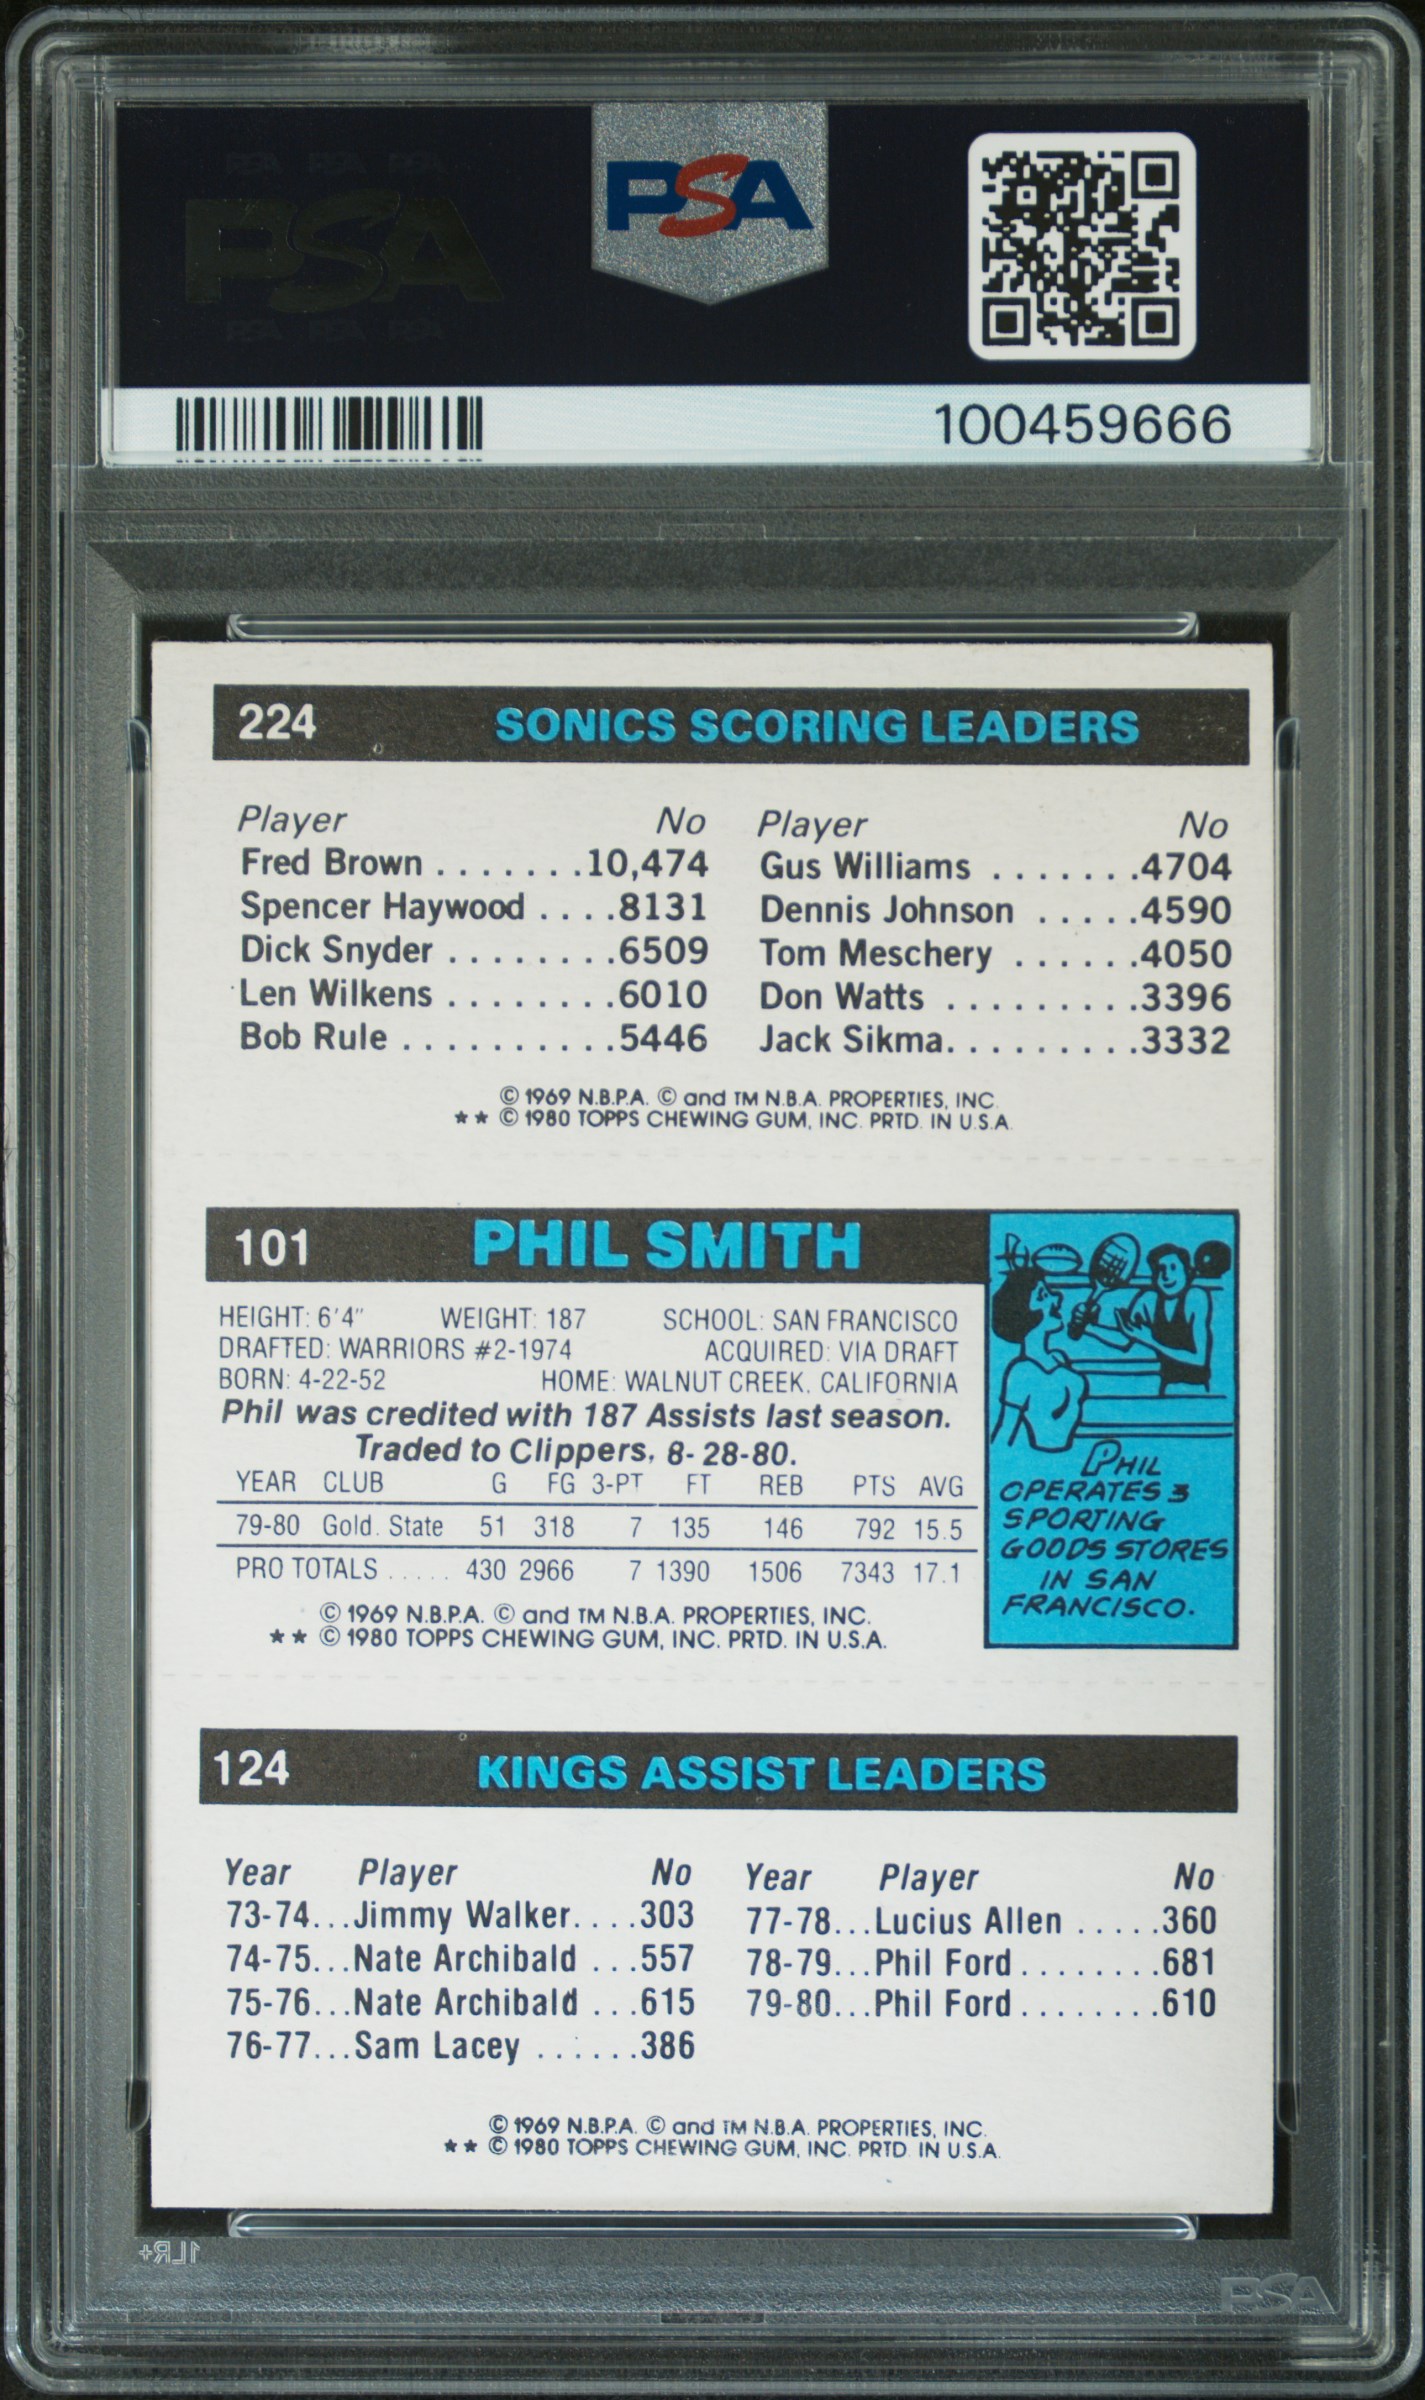 PSA
PSA
100459666
224 SONICS SCORING LEADERS
Player No Player No
Fred Brown . . . . . . .10,474 Gus Williams . . . . . . .4704
Spencer Haywood . . . .8131 Dennis Johnson . . . . .4590
Dick Snyder . . . . . . . .6509 Tom Meschery . . . . . .4050
Len Wilkens . . . . . . . .6010 Don Watts . . . . . . . . .3396
Bob Rule . . . . . . . . . .5446 Jack Sikma. . . . . . . . .3332
© 1969 N.B.P.A. © and TM N.B.A. PROPERTIES, INC.
** © 1980 TOPPS CHEWING GUM, INC. PRTD. IN U.S.A.
101 PHIL SMITH
HEIGHT: 6'4" WEIGHT: 187 SCHOOL: SAN FRANCISCO
DRAFTED: WARRIORS #2-1974 ACQUIRED: VIA DRAFT
BORN: 4-22-52 HOME: WALNUT CREEK, CALIFORNIA
Phil was credited with 187 Assists last season.
Traded to Clippers, 8-28-80.
YEAR CLUB G FG 3-PT FT REB PTS AVG
79-80 Gold. State 51 318 7 135 146 792 15.5
PRO TOTALS . . . . . 430 2966 7 1390 1506 7343 17.1
© 1969 N.B.P.A. © and TM N.B.A. PROPERTIES, INC.
** © 1980 TOPPS CHEWING GUM, INC. PRTD. IN U.S.A.
PHIL
OPERATES 3
SPORTING
GOODS STORES
IN SAN
FRANCISCO.
124 KINGS ASSIST LEADERS
Year Player No Year Player No
73-74...Jimmy Walker. . . .303 77-78...Lucius Allen . . . . .360
74-75...Nate Archibald . . .557 78-79...Phil Ford . . . . . . . .681
75-76...Nate Archibald . . .615 79-80...Phil Ford . . . . . . . .610
76-77...Sam Lacey . . . . . .386
© 1969 N.B.P.A. © and TM N.B.A. PROPERTIES, INC.
** © 1980 TOPPS CHEWING GUM, INC. PRTD. IN U.S.A.
1LR+
PSA